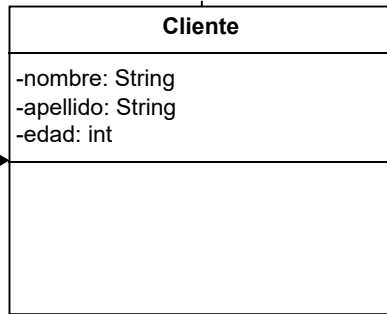 Cliente
-nombre: String
-apellido: String
-edad: int